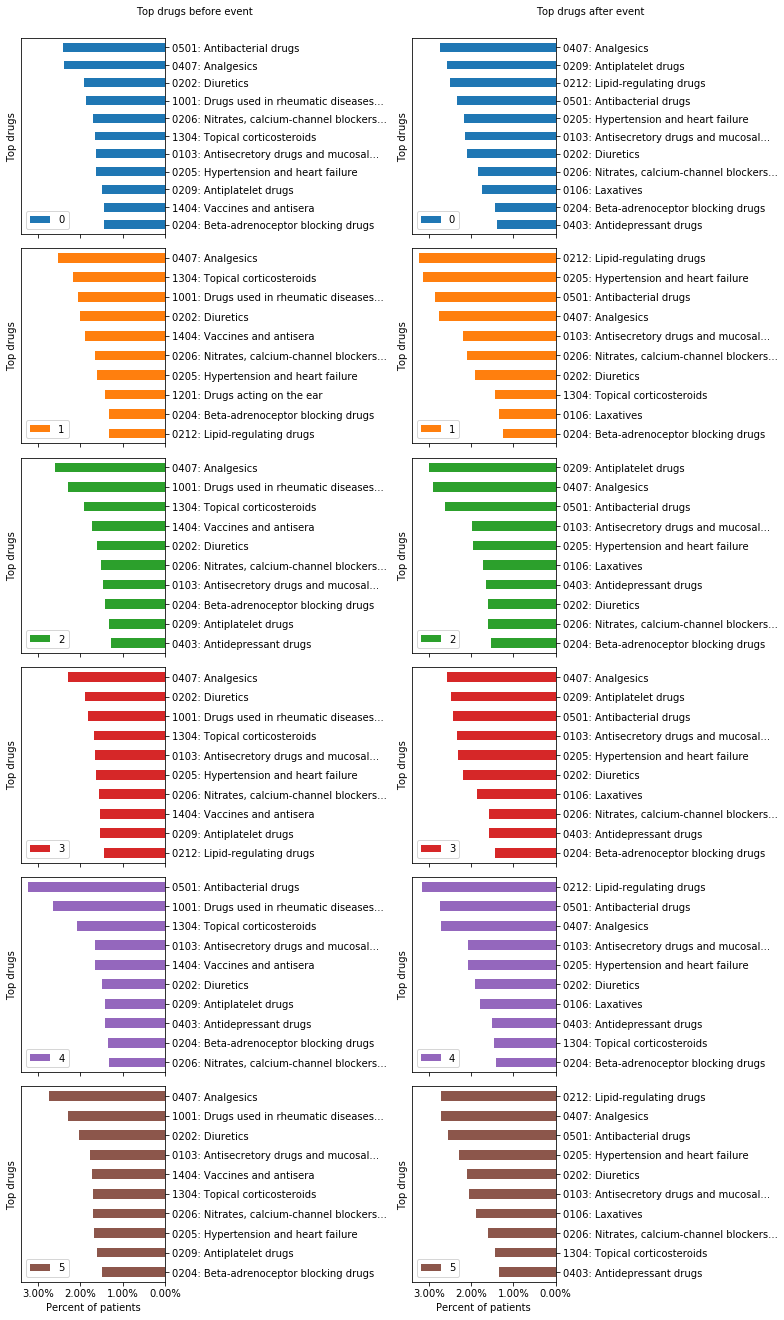 Top drugs before event
Top drugs
0501: Antibacterial drugs
0407: Analgesics
0202: Diuretics
1001: Drugs used in rheumatic diseases...
0206: Nitrates, calcium-channel blockers...
1304: Topical corticosteroids
0103: Antisecretory drugs and mucosal...
0205: Hypertension and heart failure
0209: Antiplatelet drugs
1404: Vaccines and antisera
0204: Beta-adrenoceptor blocking drugs
0
Top drugs after event
Top drugs
0407: Analgesics
0209: Antiplatelet drugs
0212: Lipid-regulating drugs
0501: Antibacterial drugs
0205: Hypertension and heart failure
0103: Antisecretory drugs and mucosal...
0202: Diuretics
0206: Nitrates, calcium-channel blockers...
0106: Laxatives
0204: Beta-adrenoceptor blocking drugs
0403: Antidepressant drugs
0
Top drugs
0407: Analgesics
1304: Topical corticosteroids
1001: Drugs used in rheumatic diseases...
0202: Diuretics
1404: Vaccines and antisera
0206: Nitrates, calcium-channel blockers...
0205: Hypertension and heart failure
1201: Drugs acting on the ear
0204: Beta-adrenoceptor blocking drugs
0212: Lipid-regulating drugs
1
Top drugs
0212: Lipid-regulating drugs
0205: Hypertension and heart failure
0501: Antibacterial drugs
0407: Analgesics
0103: Antisecretory drugs and mucosal...
0206: Nitrates, calcium-channel blockers...
0202: Diuretics
1304: Topical corticosteroids
0106: Laxatives
0204: Beta-adrenoceptor blocking drugs
1
Top drugs
0407: Analgesics
1001: Drugs used in rheumatic diseases...
1304: Topical corticosteroids
1404: Vaccines and antisera
0202: Diuretics
0206: Nitrates, calcium-channel blockers...
0103: Antisecretory drugs and mucosal...
0204: Beta-adrenoceptor blocking drugs
0209: Antiplatelet drugs
0403: Antidepressant drugs
2
Top drugs
0209: Antiplatelet drugs
0407: Analgesics
0501: Antibacterial drugs
0103: Antisecretory drugs and mucosal...
0205: Hypertension and heart failure
0106: Laxatives
0403: Antidepressant drugs
0202: Diuretics
0206: Nitrates, calcium-channel blockers...
0204: Beta-adrenoceptor blocking drugs
2
Top drugs
0407: Analgesics
0202: Diuretics
1001: Drugs used in rheumatic diseases...
1304: Topical corticosteroids
0103: Antisecretory drugs and mucosal...
0205: Hypertension and heart failure
0206: Nitrates, calcium-channel blockers...
1404: Vaccines and antisera
0209: Antiplatelet drugs
0212: Lipid-regulating drugs
3
Top drugs
0407: Analgesics
0209: Antiplatelet drugs
0501: Antibacterial drugs
0103: Antisecretory drugs and mucosal...
0205: Hypertension and heart failure
0202: Diuretics
0106: Laxatives
0206: Nitrates, calcium-channel blockers...
0403: Antidepressant drugs
0204: Beta-adrenoceptor blocking drugs
3
Top drugs
0501: Antibacterial drugs
1001: Drugs used in rheumatic diseases...
1304: Topical corticosteroids
0103: Antisecretory drugs and mucosal...
1404: Vaccines and antisera
0202: Diuretics
0209: Antiplatelet drugs
0403: Antidepressant drugs
0204: Beta-adrenoceptor blocking drugs
0206: Nitrates, calcium-channel blockers...
4
Top drugs
0212: Lipid-regulating drugs
0501: Antibacterial drugs
0407: Analgesics
0103: Antisecretory drugs and mucosal...
0205: Hypertension and heart failure
0202: Diuretics
0106: Laxatives
0403: Antidepressant drugs
1304: Topical corticosteroids
0204: Beta-adrenoceptor blocking drugs
4
Top drugs
0407: Analgesics
1001: Drugs used in rheumatic diseases...
0202: Diuretics
0103: Antisecretory drugs and mucosal...
1404: Vaccines and antisera
1304: Topical corticosteroids
0206: Nitrates, calcium-channel blockers...
0205: Hypertension and heart failure
0209: Antiplatelet drugs
0204: Beta-adrenoceptor blocking drugs
5
3.00% 2.00% 1.00% 0.00%
Percent of patients
Top drugs
0212: Lipid-regulating drugs
0407: Analgesics
0501: Antibacterial drugs
0205: Hypertension and heart failure
0202: Diuretics
0103: Antisecretory drugs and mucosal...
0106: Laxatives
0206: Nitrates, calcium-channel blockers...
1304: Topical corticosteroids
0403: Antidepressant drugs
5
3.00% 2.00% 1.00% 0.00%
Percent of patients